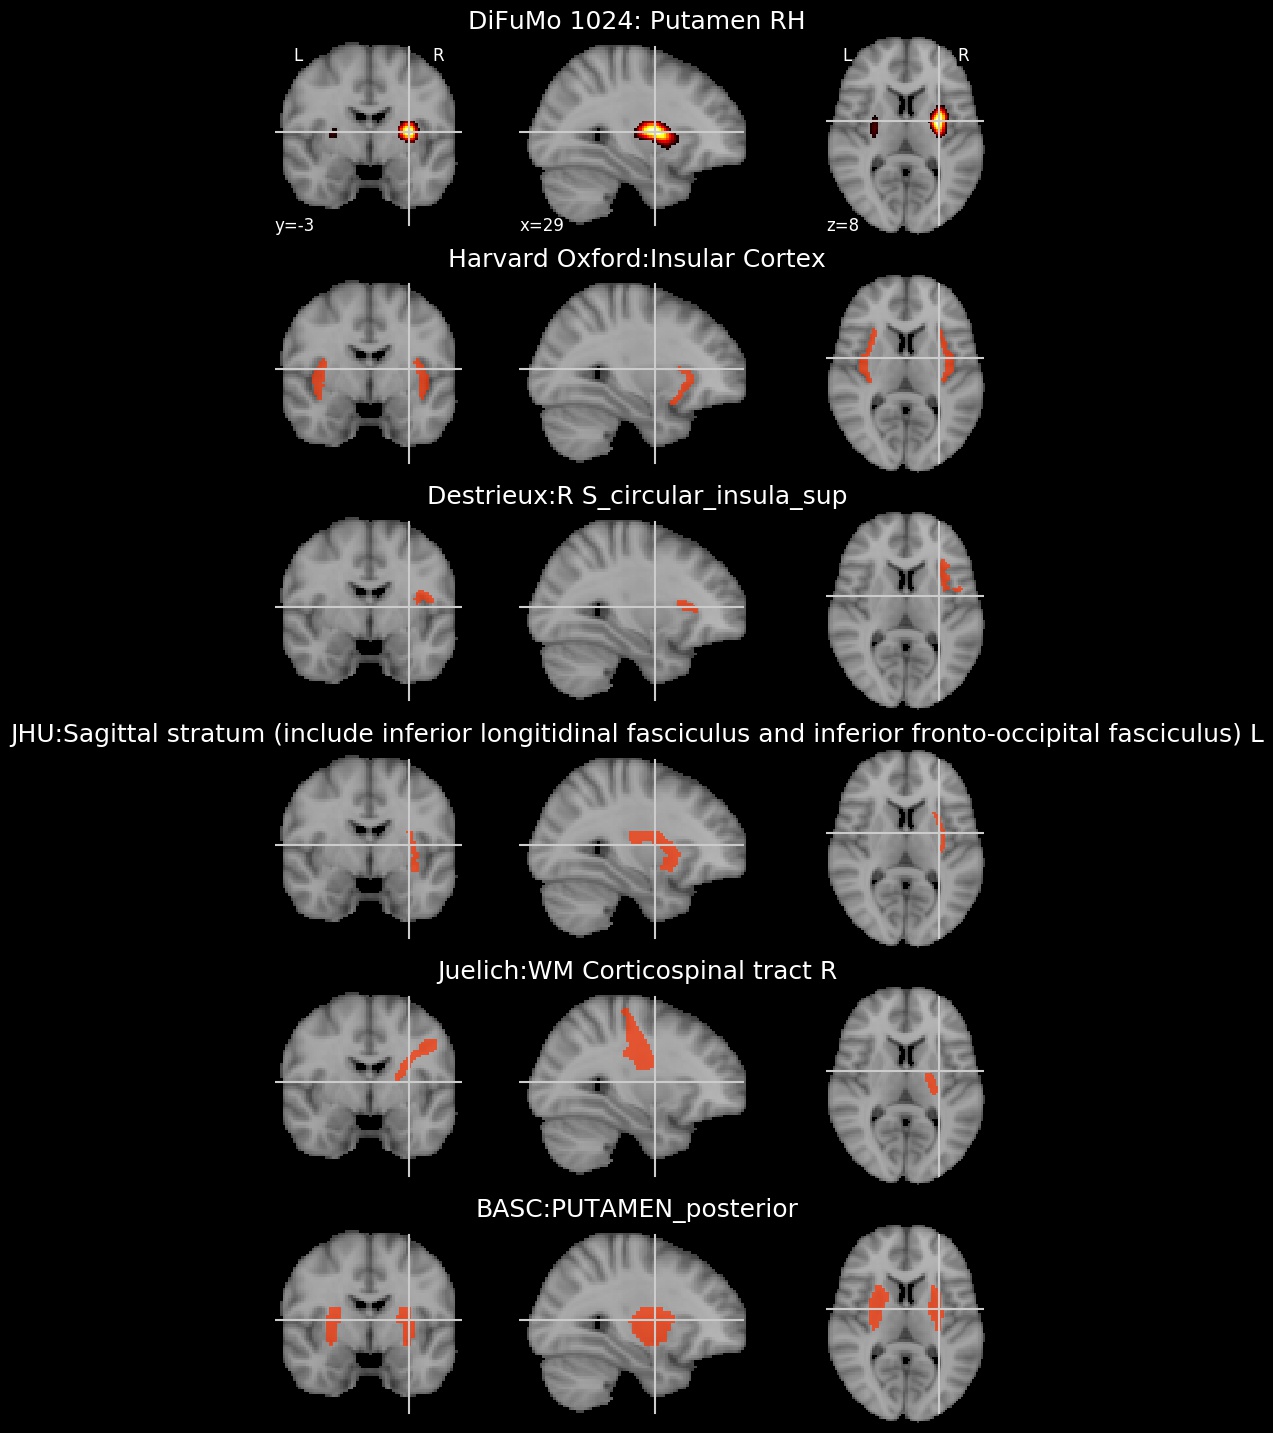 DiFuMo 1024: Putamen RH
L R L R
y=-3 x=29 z=8
Harvard Oxford:Insular Cortex
Destrieux:R S_circular_insula_sup
JHU:Sagittal stratum (include inferior longitidinal fasciculus and inferior fronto-occipital fasciculus) L
Juelich:WM Corticospinal tract R
BASC:PUTAMEN_posterior